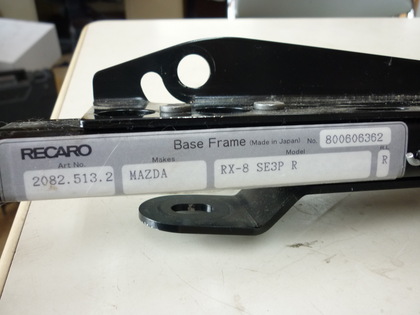 RECARO Base Frame (Made in Japan) . No. 800606362
Art No. Makes Model R.L
2082.513.2 MAZDA RX-8 SE3P R R